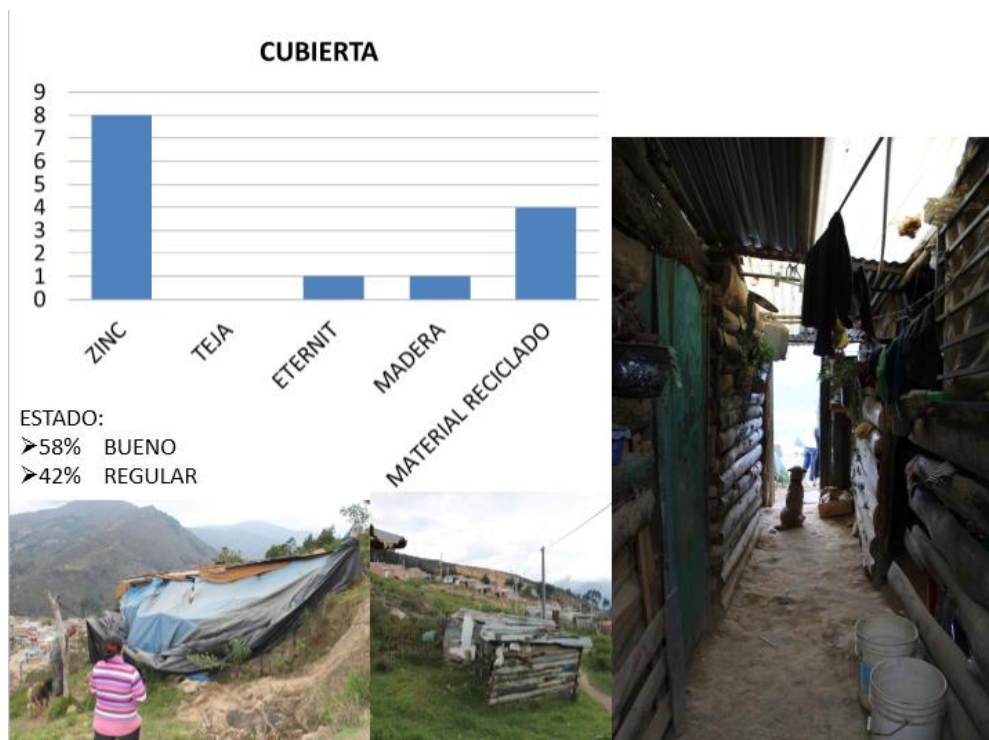 CUBIERTA
9
8
7
6
5
4
3
2
1
0
ZINC
TEJA
ETERNIT
MADERA
MATERIAL RECICLADO
ESTADO:
➢58% BUENO
➢42% REGULAR